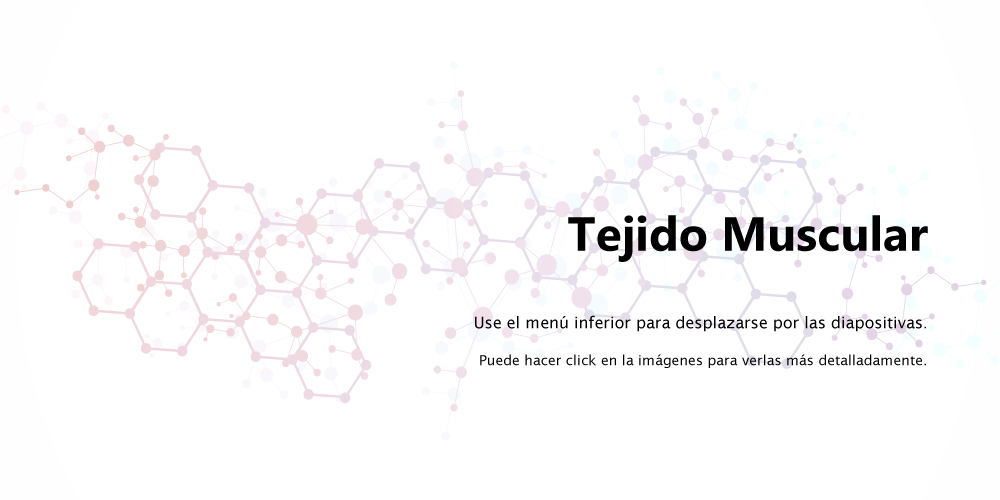 Tejido Muscular
Use el menú inferior para desplazarse por las diapositivas.
Puede hacer click en la imágenes para verlas más detalladamente.